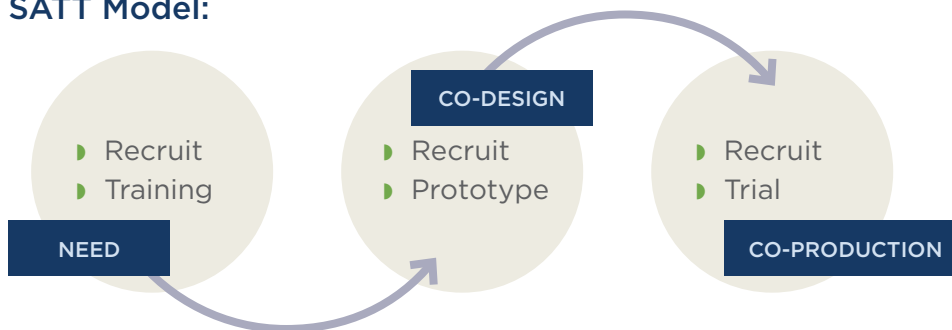 SATT Model:
Recruit
Training
NEED
CO-DESIGN
Recruit
Prototype
Recruit
Trial
CO-PRODUCTION